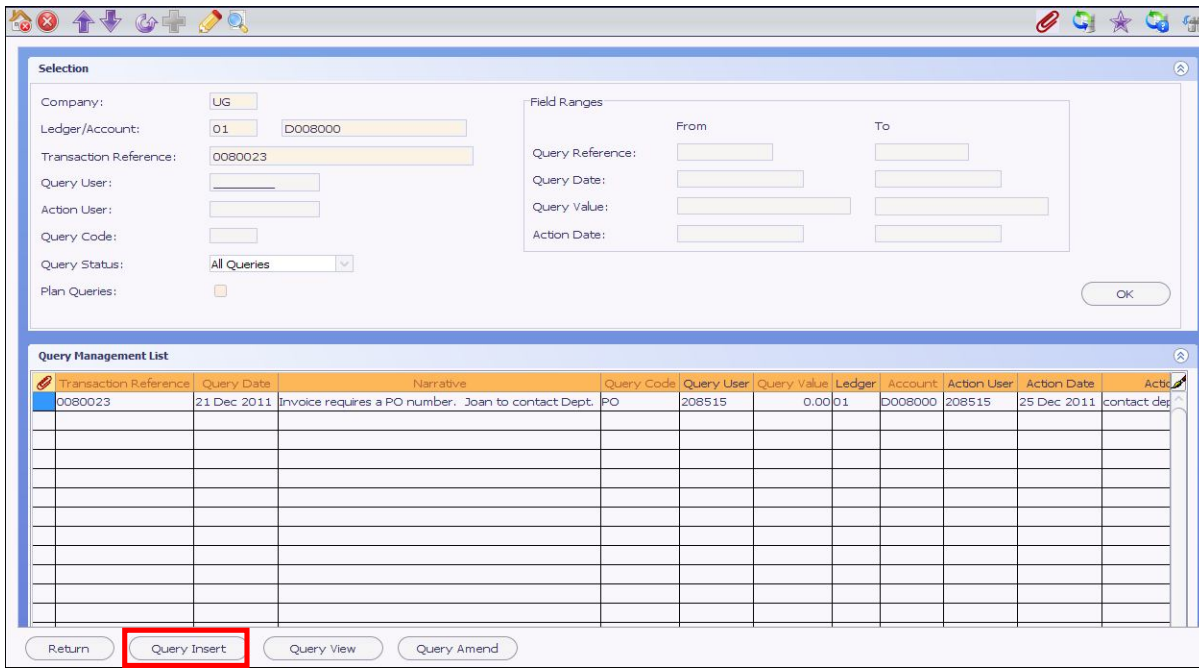 Selection
Company: UG
Ledger/Account: 01 D008000
Transaction Reference: 0080023
Query User:
Action User:
Query Code:
Query Status: All Queries
Plan Queries:
Field Ranges
From To
Query Reference:
Query Date:
Query Value:
Action Date:
OK
Query Management List
Transaction Reference Query Date Narrative Query Code Query User Query Value Ledger Account Action User Action Date Actio
0080023 21 Dec 2011 Invoice requires a PO number. Joan to contact Dept. PO 208515 0.00 01 D008000 208515 25 Dec 2011 contact dep
Return Query Insert Query View Query Amend